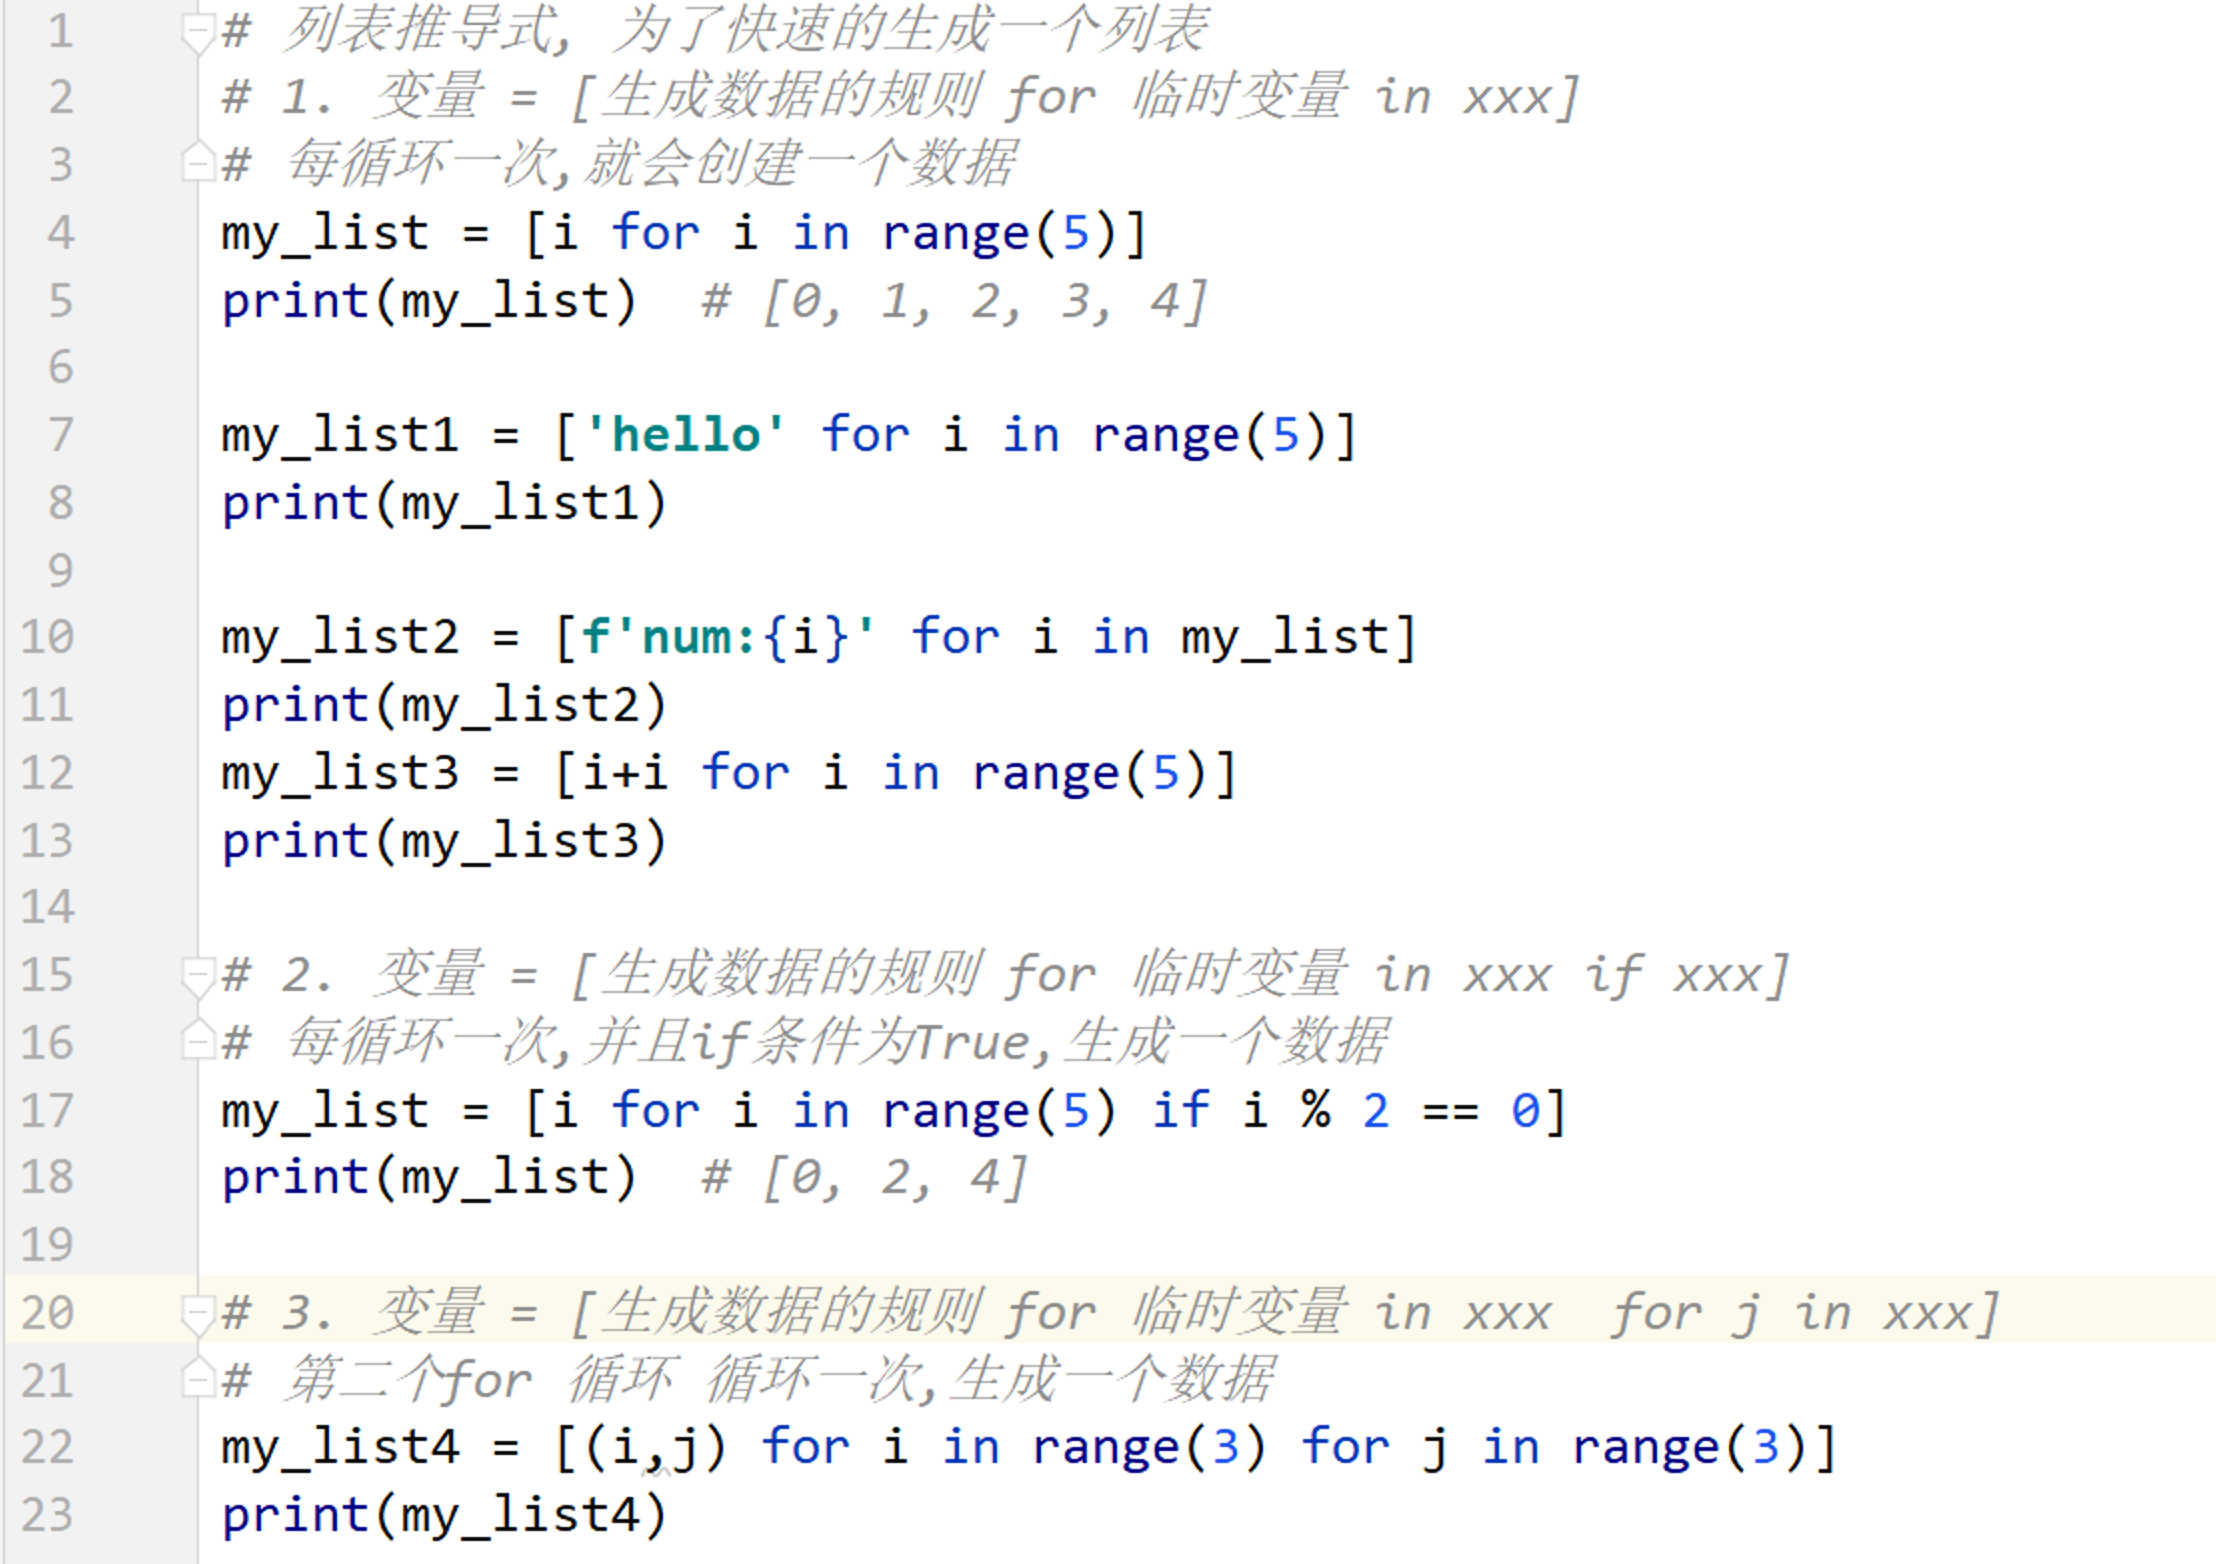 1 # 列表推导式, 为了快速的生成一个列表
2 # 1. 变量 = [生成数据的规则 for 临时变量 in xxx]
3 # 每循环一次,就会创建一个数据
4 my_list = [i for i in range(5)]
5 print(my_list)  # [0, 1, 2, 3, 4]
6
7 my_list1 = ['hello' for i in range(5)]
8 print(my_list1)
9
10 my_list2 = [f'num:{i}' for i in my_list]
11 print(my_list2)
12 my_list3 = [i+i for i in range(5)]
13 print(my_list3)
14
15 # 2. 变量 = [生成数据的规则 for 临时变量 in xxx if xxx]
16 # 每循环一次,并且if条件为True,生成一个数据
17 my_list = [i for i in range(5) if i % 2 == 0]
18 print(my_list)  # [0, 2, 4]
19
20 # 3. 变量 = [生成数据的规则 for 临时变量 in xxx  for j in xxx]
21 # 第二个for 循环 循环一次,生成一个数据
22 my_list4 = [(i,j) for i in range(3) for j in range(3)]
23 print(my_list4)